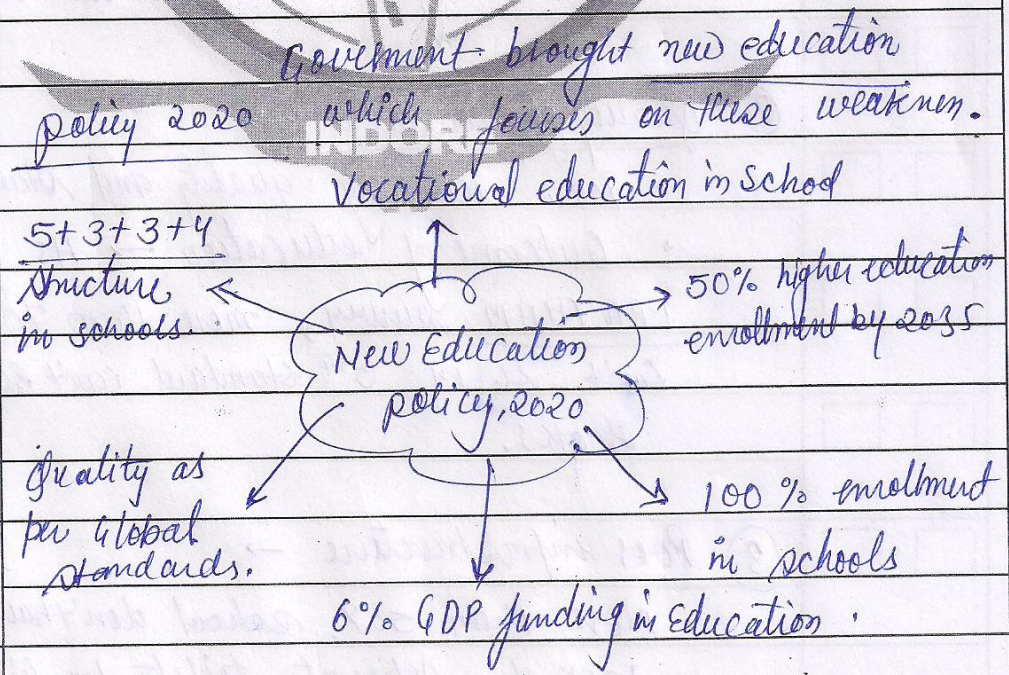 Goverment brought new education
policy 2020 which focuses on these weaknen.
INDORE
Vocational education in School
5+3+3+4
Structure
in schools
50% higher education
enrollment by 2035
New Education
policy, 2020
Quality as
per Global
standards.
100% enrollment
in schools
6% GDP funding in Education.